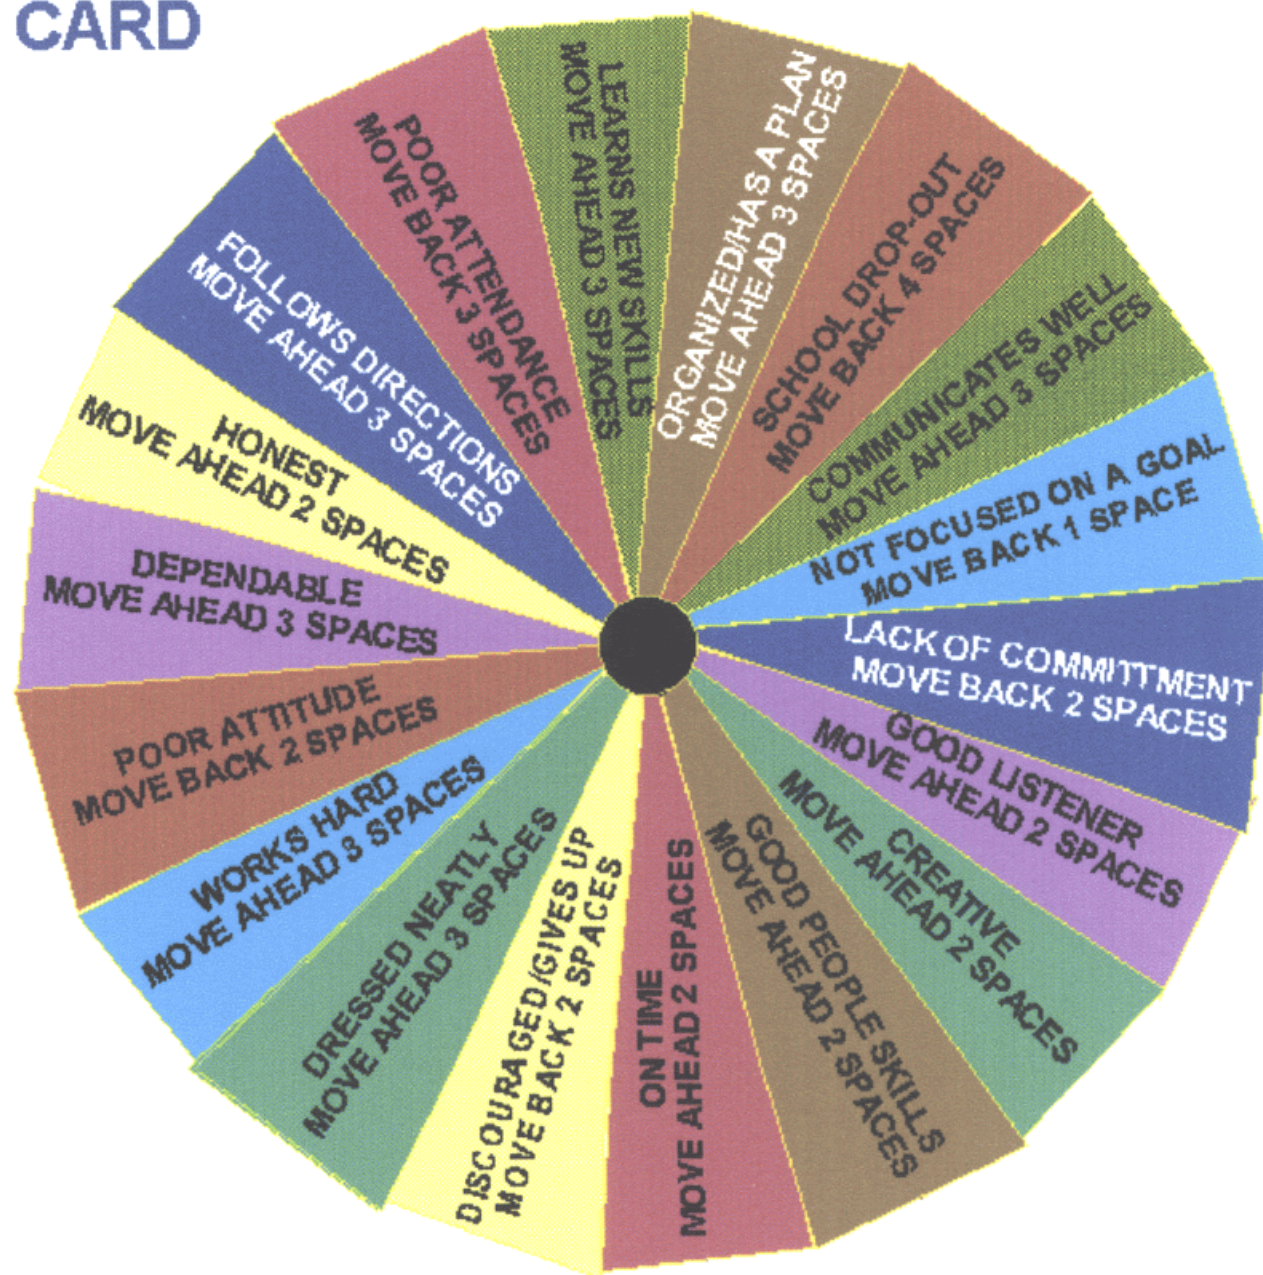 CARD
LEARNS NEW SKILLS
MOVE AHEAD 3 SPACES
ORGANIZED/HAS A PLAN
MOVE AHEAD 3 SPACES
SCHOOL DROP-OUT
MOVE BACK 4 SPACES
COMMUNICATES WELL
MOVE AHEAD 3 SPACES
NOT FOCUSED ON A GOAL
MOVE BACK 1 SPACE
LACK OF COMMITTMENT
MOVE BACK 2 SPACES
GOOD LISTENER
MOVE AHEAD 2 SPACES
CREATIVE
MOVE AHEAD 2 SPACES
GOOD PEOPLE SKILLS
MOVE AHEAD 2 SPACES
ON TIME
MOVE AHEAD 2 SPACES
DISCOURAGED/GIVES UP
MOVE BACK 2 SPACES
DRESSED NEATLY
MOVE AHEAD 3 SPACES
WORKS HARD
MOVE AHEAD 3 SPACES
POOR ATTITUDE
MOVE BACK 2 SPACES
DEPENDABLE
MOVE AHEAD 3 SPACES
HONEST
MOVE AHEAD 2 SPACES
FOLLOWS DIRECTIONS
MOVE AHEAD 3 SPACES
POOR ATTENDANCE
MOVE BACK 3 SPACES